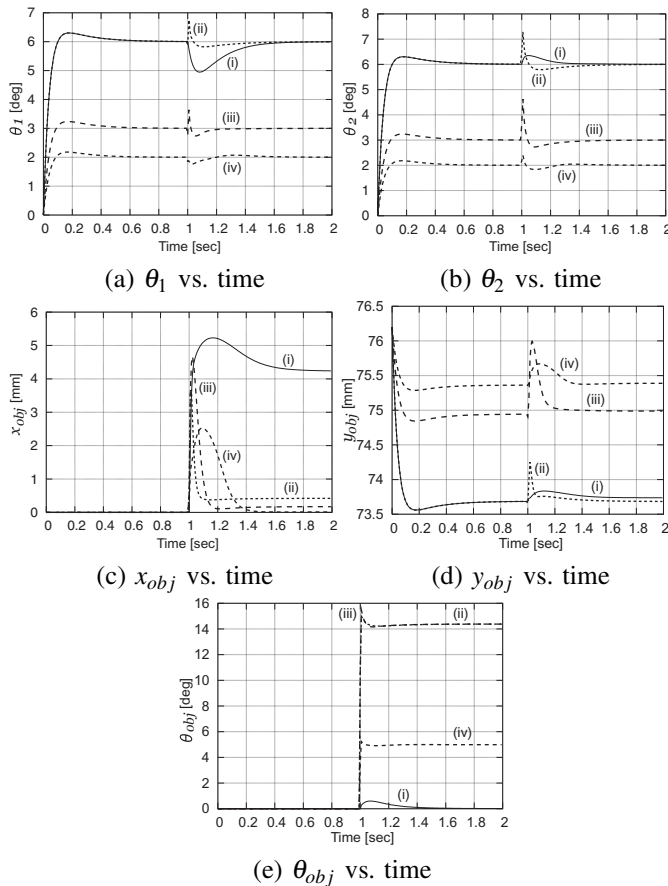 7
6
5
4
3
2
1
0
θ1 [deg]
(ii)
(i)
(iii)
(iv)
0 0.2 0.4 0.6 0.8 1 1.2 1.4 1.6 1.8 2
Time [sec]
(a) θ1 vs. time
8
7
6
5
4
3
2
1
0
θ2 [deg]
(i)
(ii)
(iii)
(iv)
0 0.2 0.4 0.6 0.8 1 1.2 1.4 1.6 1.8 2
Time [sec]
(b) θ2 vs. time
6
5
4
3
2
1
0
xobj [mm]
(i)
(iii)
(iv)
(ii)
0 0.2 0.4 0.6 0.8 1 1.2 1.4 1.6 1.8 2
Time [sec]
(c) xobj vs. time
76.5
76
75.5
75
74.5
74
73.5
yobj [mm]
(iv)
(iii)
(ii)
(i)
0 0.2 0.4 0.6 0.8 1 1.2 1.4 1.6 1.8 2
Time [sec]
(d) yobj vs. time
16
14
12
10
8
6
4
2
0
θobj [deg]
(iii)
(ii)
(iv)
(i)
0 0.2 0.4 0.6 0.8 1 1.2 1.4 1.6 1.8 2
Time [sec]
(e) θobj vs. time